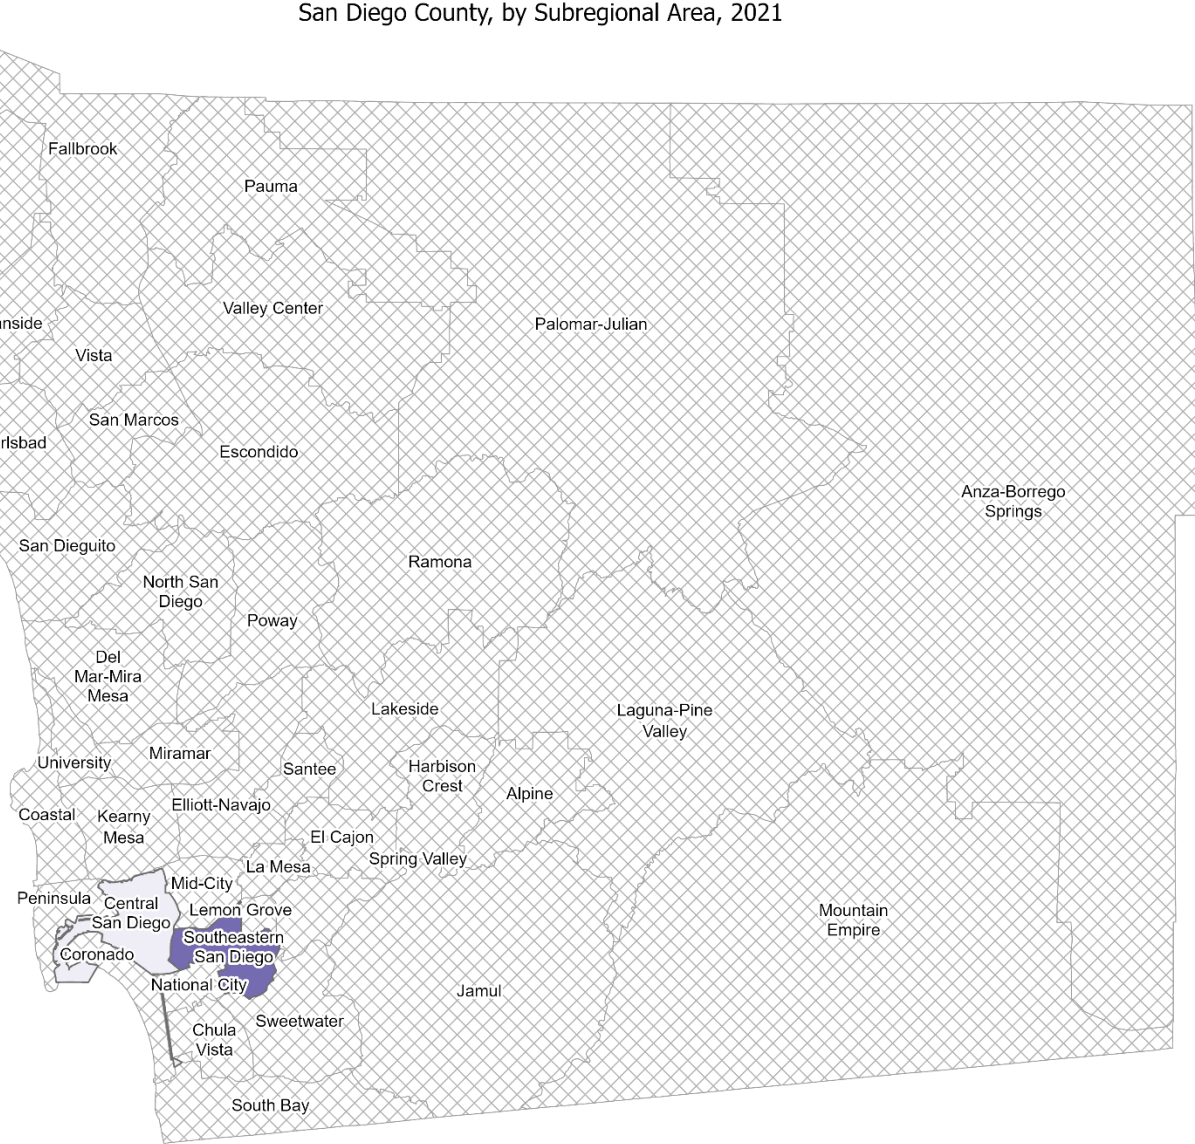 San Diego County, by Subregional Area, 2021
Fallbrook
Pauma
Valley Center
nside
Palomar-Julian
Vista
San Marcos
rlsbad
Escondido
Anza-Borrego
Springs
San Dieguito
Ramona
North San
Diego
Poway
Del
Mar-Mira
Mesa
Lakeside
Laguna-Pine
Valley
University
Miramar
Santee
Harbison
Crest
Alpine
Coastal
Kearny
Mesa
Elliott-Navajo
El Cajon
Spring Valley
La Mesa
Mid-City
Peninsula
Central
San Diego
Lemon Grove
Mountain
Empire
Southeastern
San Diego
Coronado
National City
Jamul
Sweetwater
Chula
Vista
South Bay